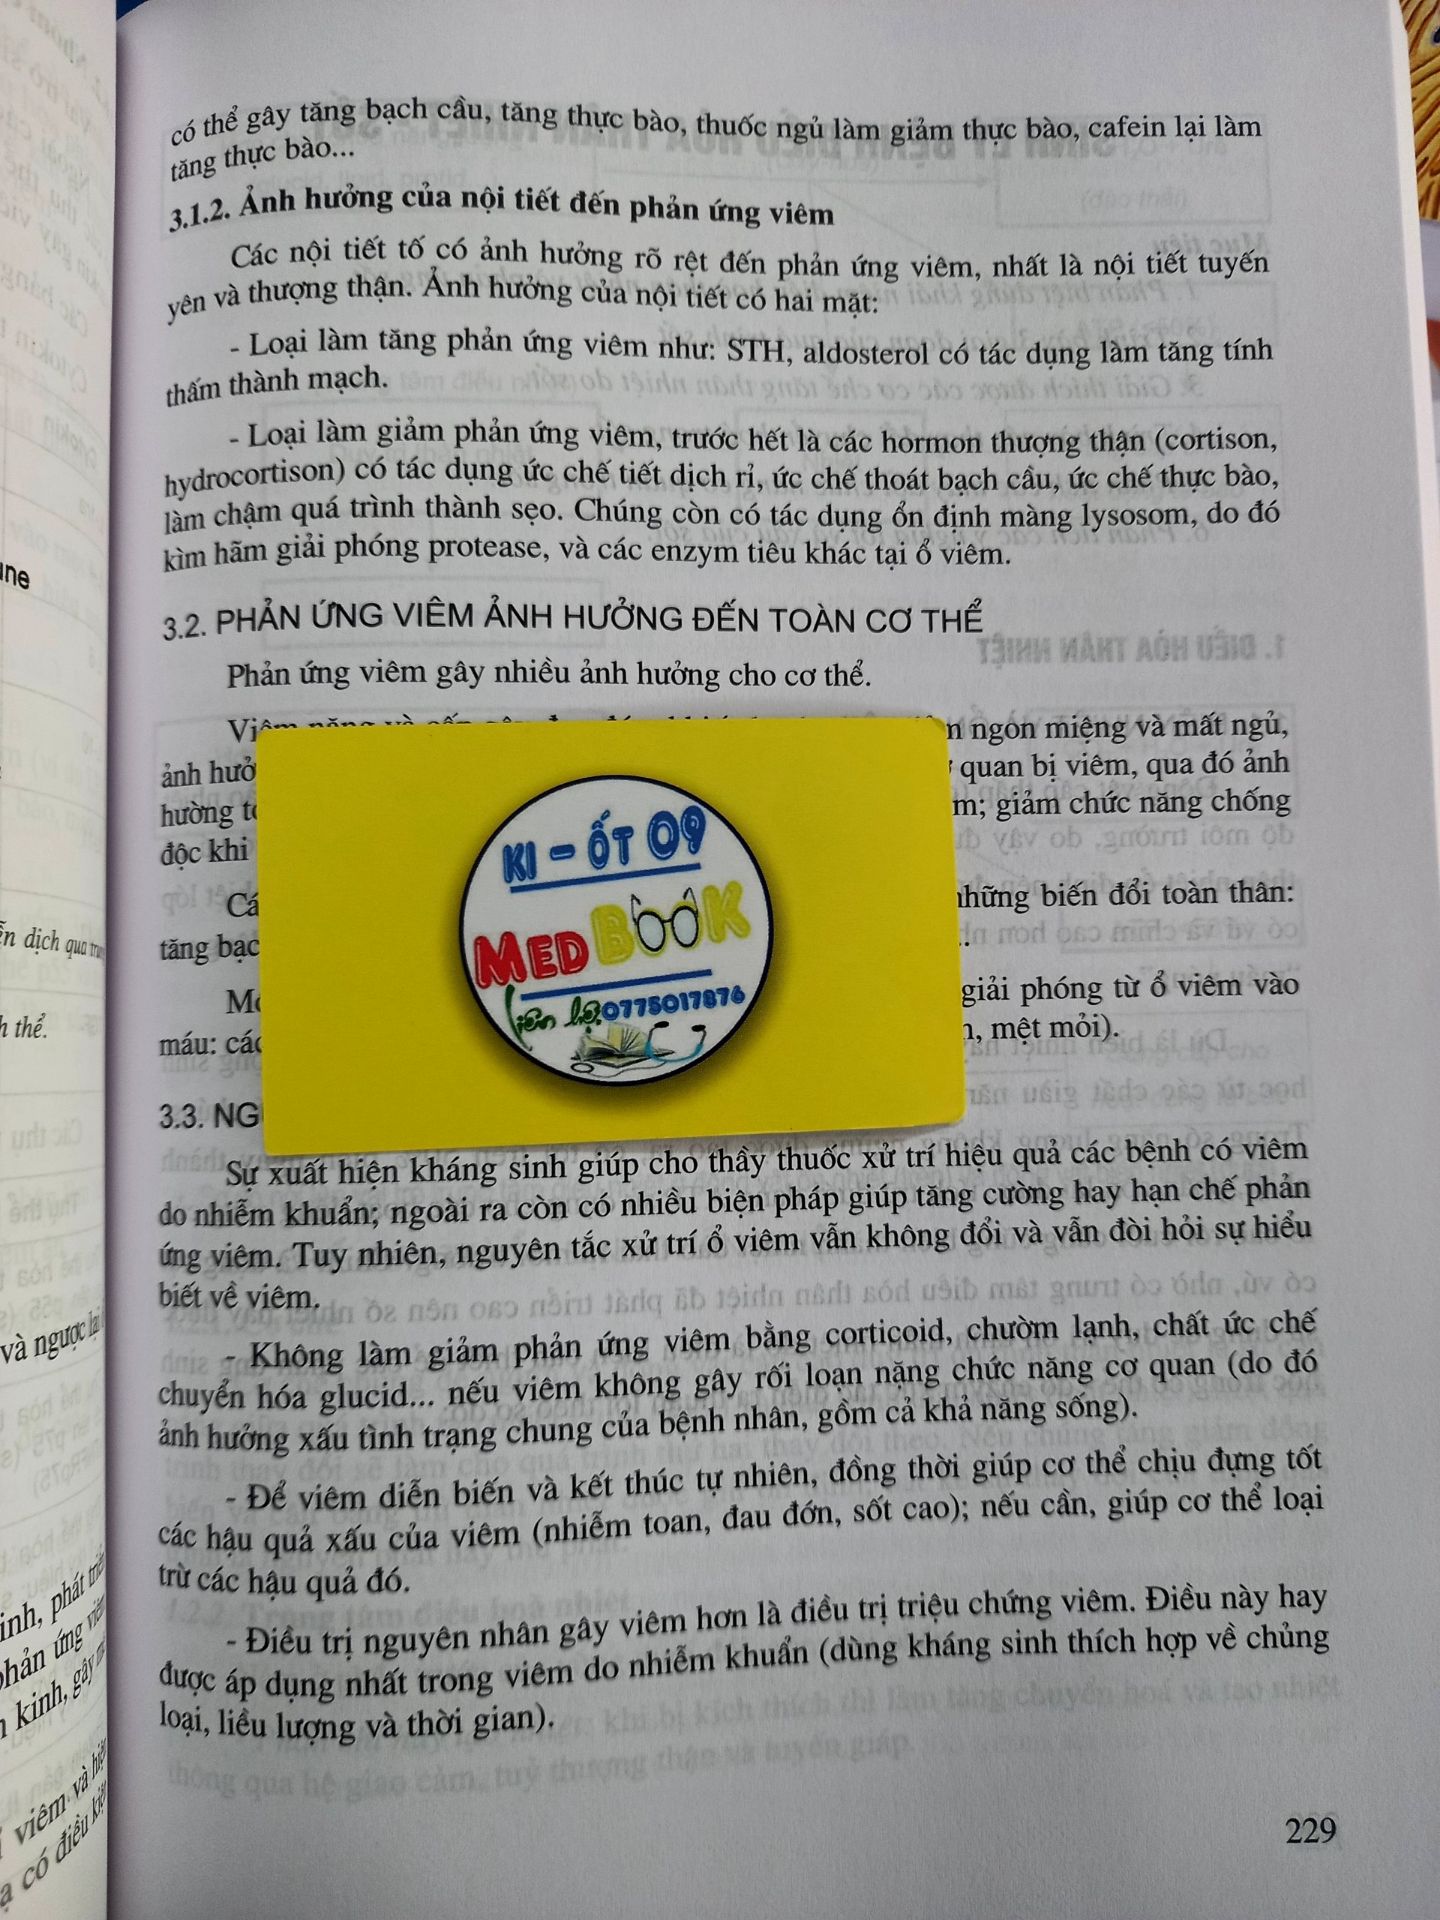 có thể gây tăng bạch cầu, tăng thực bào, thuốc ngủ làm giảm thực bào, cafein lại làm
tăng thực bào...
3.1.2. Ảnh hưởng của nội tiết đến phản ứng viêm
Các nội tiết tố có ảnh hưởng rõ rệt đến phản ứng viêm, nhất là nội tiết tuyến
yên và thượng thận. Ảnh hưởng của nội tiết có hai mặt:
- Loại làm tăng phản ứng viêm như: STH, aldosterol có tác dụng làm tăng tính
thấm thành mạch.
- Loại làm giảm phản ứng viêm, trước hết là các hormon thượng thận (cortison,
hydrocortison) có tác dụng ức chế tiết dịch rỉ, ức chế thoát bạch cầu, ức chế thực bào,
làm chậm quá trình thành sẹo. Chúng còn có tác dụng ổn định màng lysosom, do đó
kìm hãm giải phóng protease, và các enzym tiêu khác tại ổ viêm.
3.2. PHẢN ỨNG VIÊM ẢNH HƯỞNG ĐẾN TOÀN CƠ THỂ
Phản ứng viêm gây nhiều ảnh hưởng cho cơ thể.
ngon miệng và mất ngủ,
ảnh quan bị viêm, qua đó ảnh
hường giảm chức năng chống
độc khi
những biến đổi toàn thân:
tăng
giải phóng từ ổ viêm vào
máu: mệt mỏi).
KI - ỐT 09
MEDBOOK
Liên hệ: 0775017876
3.3.
Sự xuất hiện kháng sinh giúp cho thầy thuốc xử trí hiệu quả các bệnh có viêm
do nhiễm khuẩn; ngoài ra còn có nhiều biện pháp giúp tăng cường hay hạn chế phản
ứng viêm. Tuy nhiên, nguyên tắc xử trí ổ viêm vẫn không đổi và vẫn đòi hỏi sự hiểu
biết về viêm.
- Không làm giảm phản ứng viêm bằng corticoid, chườm lạnh, chất ức chế
chuyển hóa glucid... nếu viêm không gây rối loạn nặng chức năng cơ quan (do đó
ảnh hưởng xấu tình trạng chung của bệnh nhân, gồm cả khả năng sống).
- Để viêm diễn biến và kết thúc tự nhiên, đồng thời giúp cơ thể chịu đựng tốt
các hậu quả xấu của viêm (nhiễm toan, đau đớn, sốt cao); nếu cần, giúp cơ thể loại
trừ các hậu quả đó.
- Điều trị nguyên nhân gây viêm hơn là điều trị triệu chứng viêm. Điều này hay
được áp dụng nhất trong viêm do nhiễm khuẩn (dùng kháng sinh thích hợp về chủng
loại, liều lượng và thời gian).
229